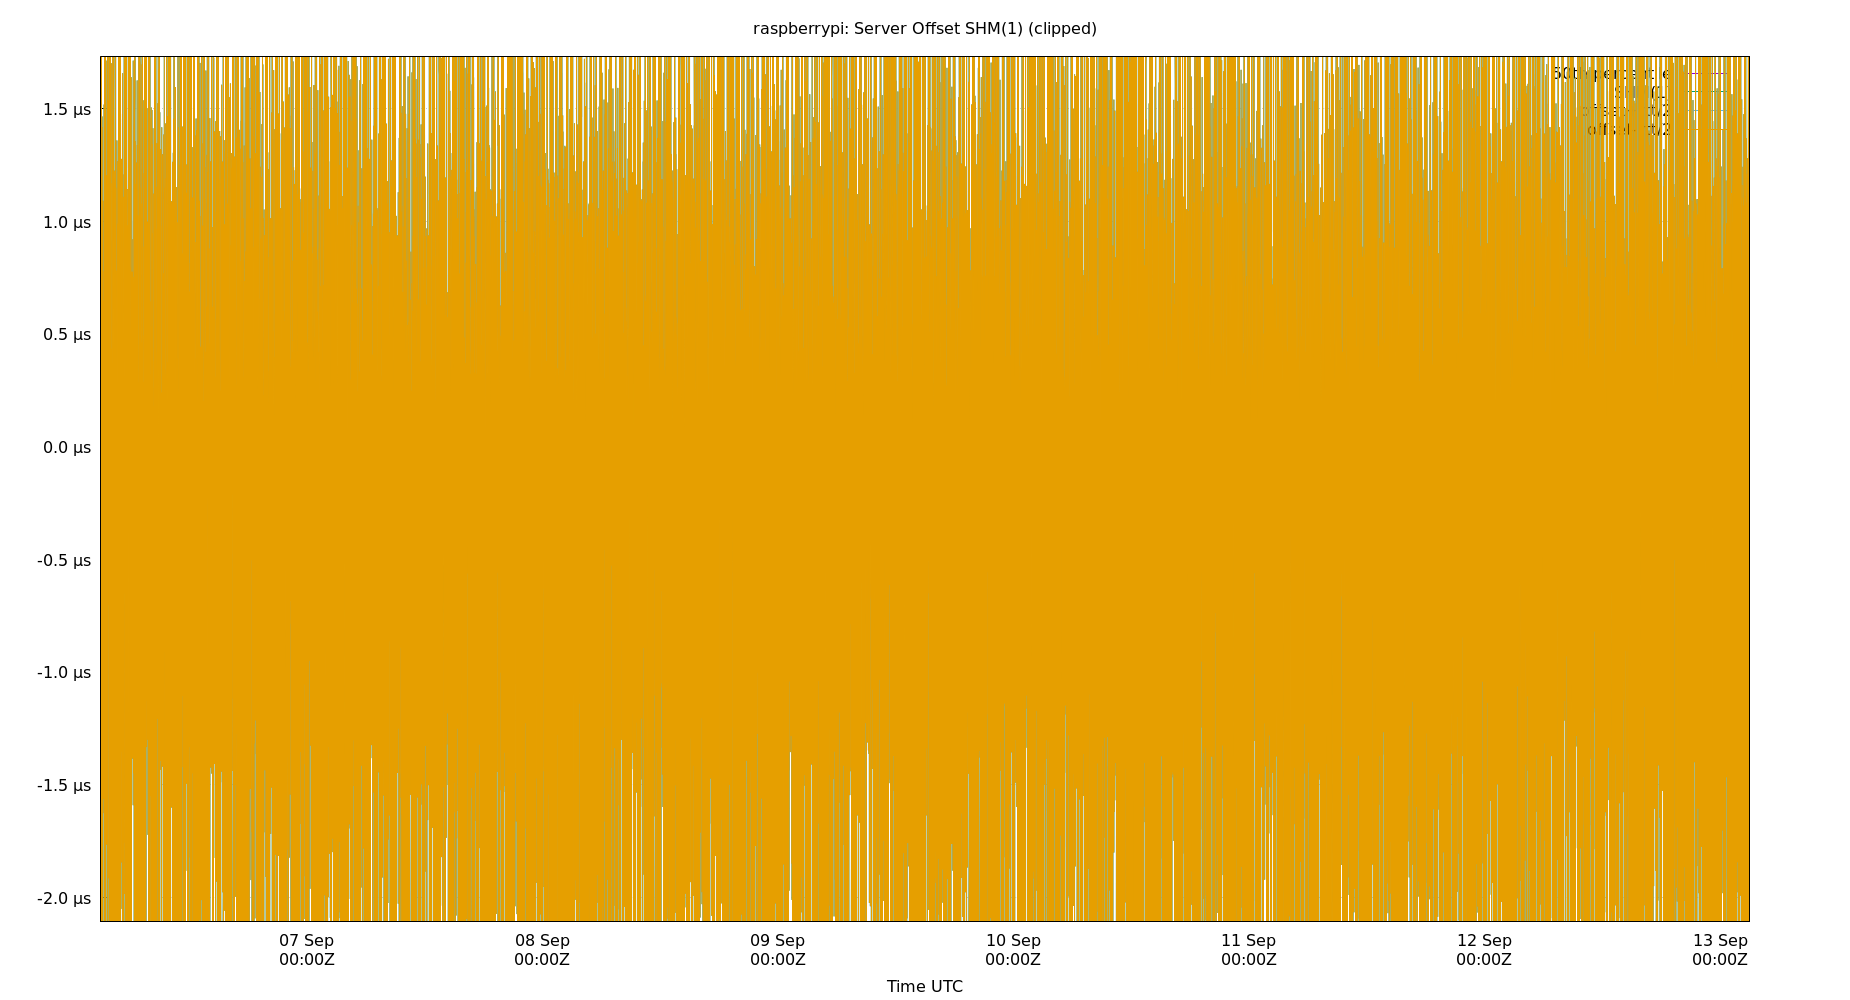 raspberrypi: Server Offset SHM(1) (clipped)
1.5 µs
1.0 µs
0.5 µs
0.0 µs
-0.5 µs
-1.0 µs
-1.5 µs
-2.0 µs
07 Sep
00:00Z
08 Sep
00:00Z
09 Sep
00:00Z
10 Sep
00:00Z
11 Sep
00:00Z
12 Sep
00:00Z
13 Sep
00:00Z
Time UTC